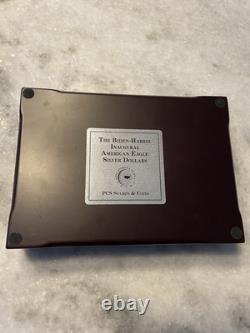 THE BIDEN-HARRIS
INAUGURAL
AMERICAN EAGLE
SILVER DOLLARS
PCS STAMPS & COINS